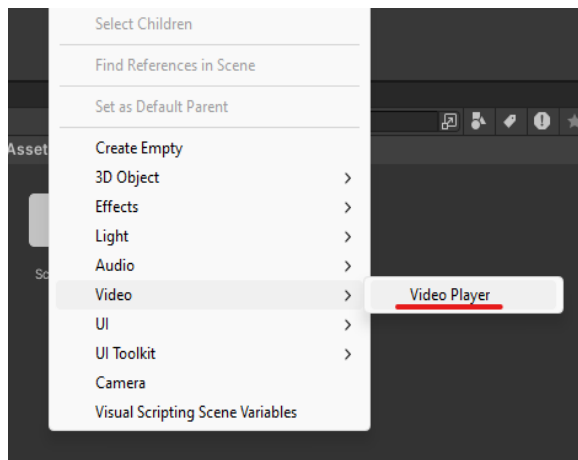 Select Children
Find References in Scene
Set as Default Parent
Asset
Create Empty
3D Object
Effects
Light
Audio
Sc
Video
Video Player
UI
UI Toolkit
Camera
Visual Scripting Scene Variables